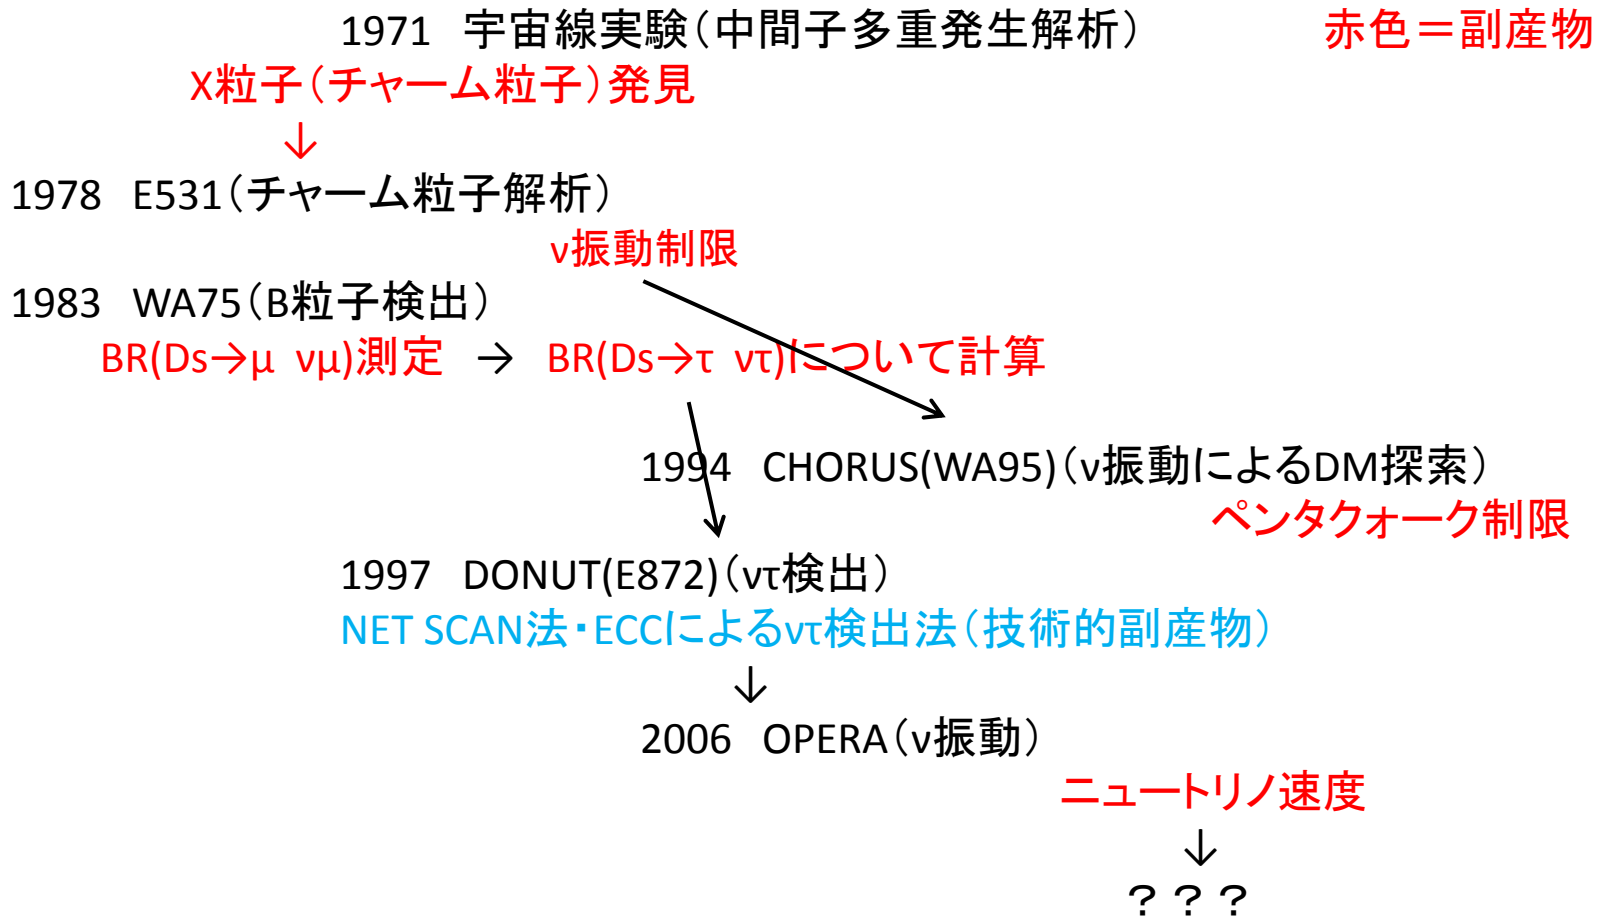 1971 宇宙線実験（中間子多重発生解析） 赤色＝副産物
X粒子（チャーム粒子）発見
↓
1978 E531（チャーム粒子解析）
ν振動制限
1983 WA75（B粒子検出）
BR(Ds→μ νμ)測定 → BR(Ds→τ ντ)について計算
1994 CHORUS(WA95)（ν振動によるDM探索）
ペンタクォーク制限
1997 DONUT(E872)（ντ検出）
NET SCAN法・ECCによるντ検出法（技術的副産物）
↓
2006 OPERA（ν振動）
ニュートリノ速度
↓
？？？